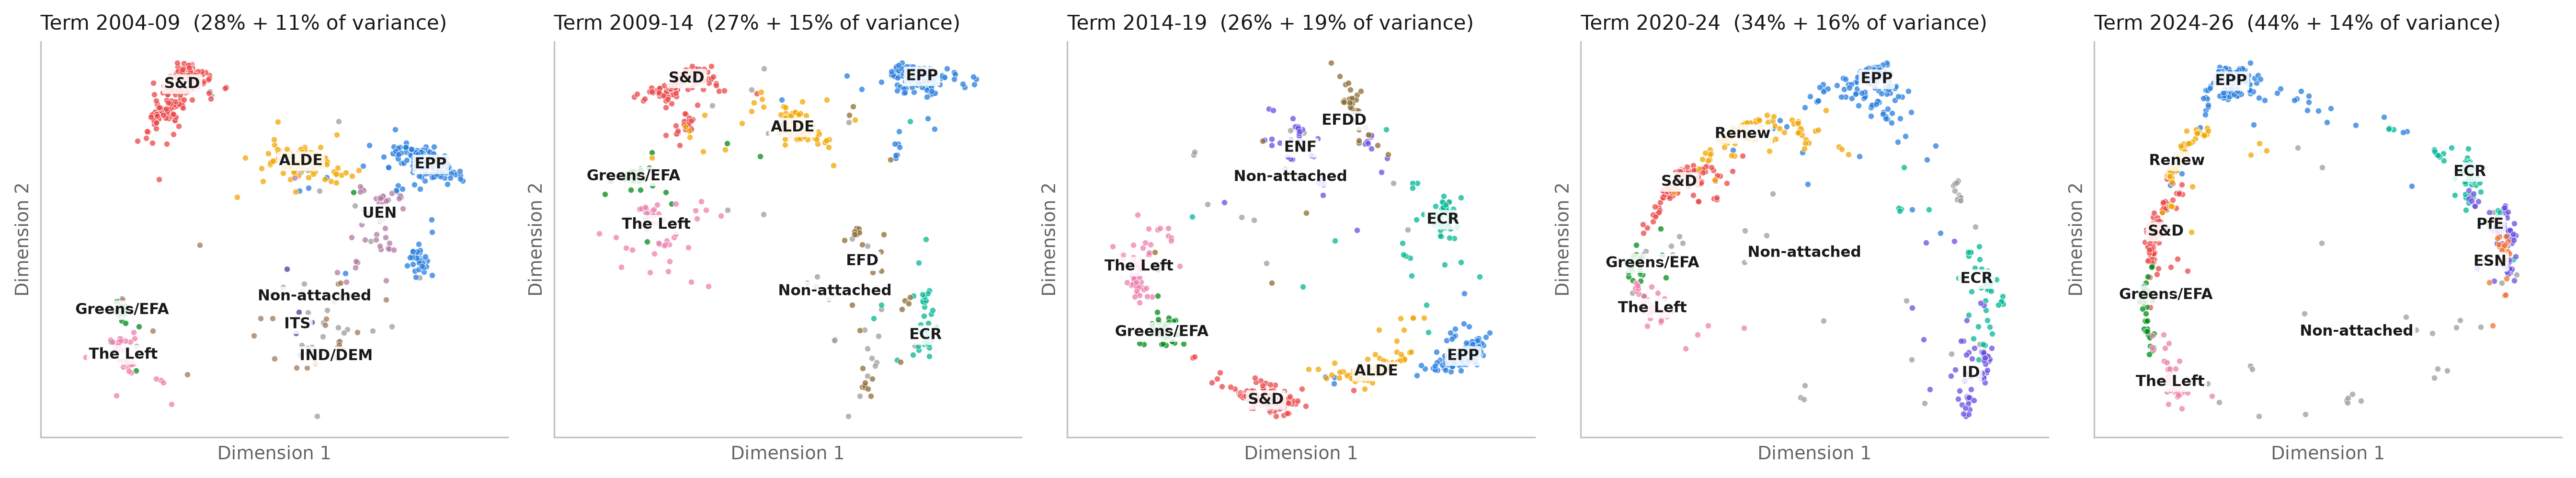 Term 2004-09  (28% + 11% of variance)
S&D
ALDE
EPP
UEN
Non-attached
Greens/EFA
ITS
The Left
IND/DEM
Dimension 2
Dimension 1
Term 2009-14  (27% + 15% of variance)
S&D
EPP
ALDE
Greens/EFA
The Left
EFD
Non-attached
ECR
Dimension 2
Dimension 1
Term 2014-19  (26% + 19% of variance)
EFDD
ENF
Non-attached
ECR
The Left
Greens/EFA
EPP
ALDE
S&D
Dimension 2
Dimension 1
Term 2020-24  (34% + 16% of variance)
EPP
Renew
S&D
Non-attached
Greens/EFA
ECR
The Left
ID
Dimension 2
Dimension 1
Term 2024-26  (44% + 14% of variance)
EPP
Renew
ECR
PfE
S&D
ESN
Greens/EFA
Non-attached
The Left
Dimension 2
Dimension 1